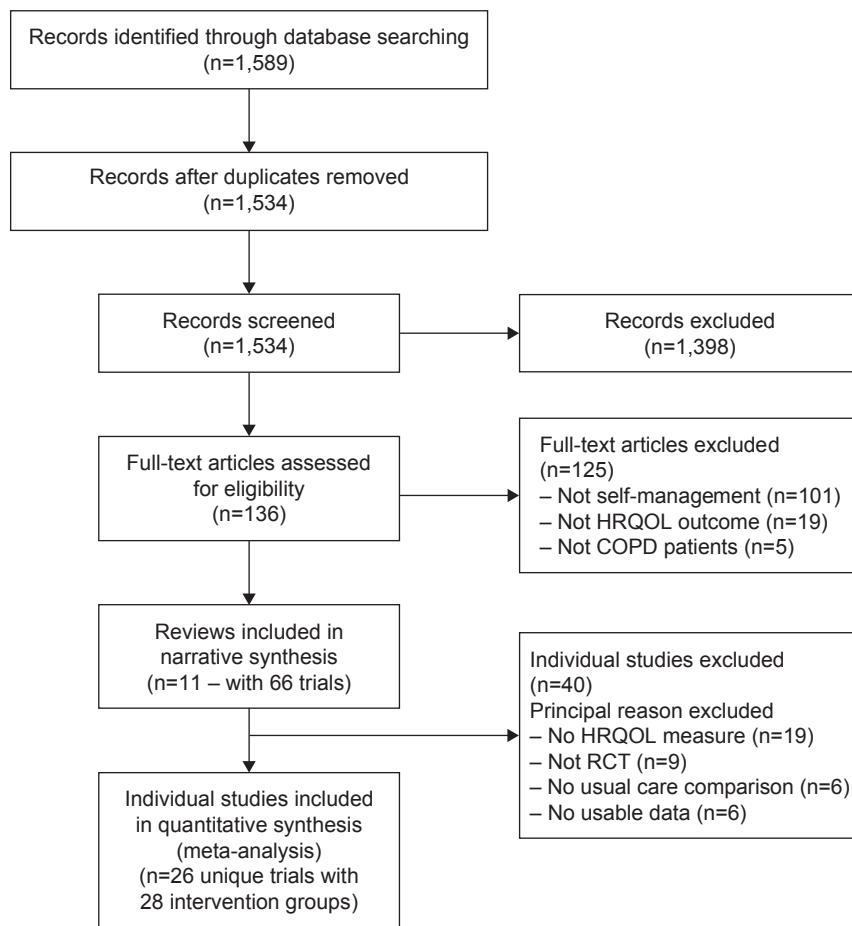 Records identified through database searching
(n=1,589)
Records after duplicates removed
(n=1,534)
Records screened
(n=1,534)
Records excluded
(n=1,398)
Full-text articles assessed
for eligibility
(n=136)
Full-text articles excluded
(n=125)
– Not self-management (n=101)
– Not HRQOL outcome (n=19)
– Not COPD patients (n=5)
Reviews included in
narrative synthesis
(n=11 – with 66 trials)
Individual studies excluded
(n=40)
Principal reason excluded
– No HRQOL measure (n=19)
– Not RCT (n=9)
– No usual care comparison (n=6)
– No usable data (n=6)
Individual studies included
in quantitative synthesis
(meta-analysis)
(n=26 unique trials with
28 intervention groups)